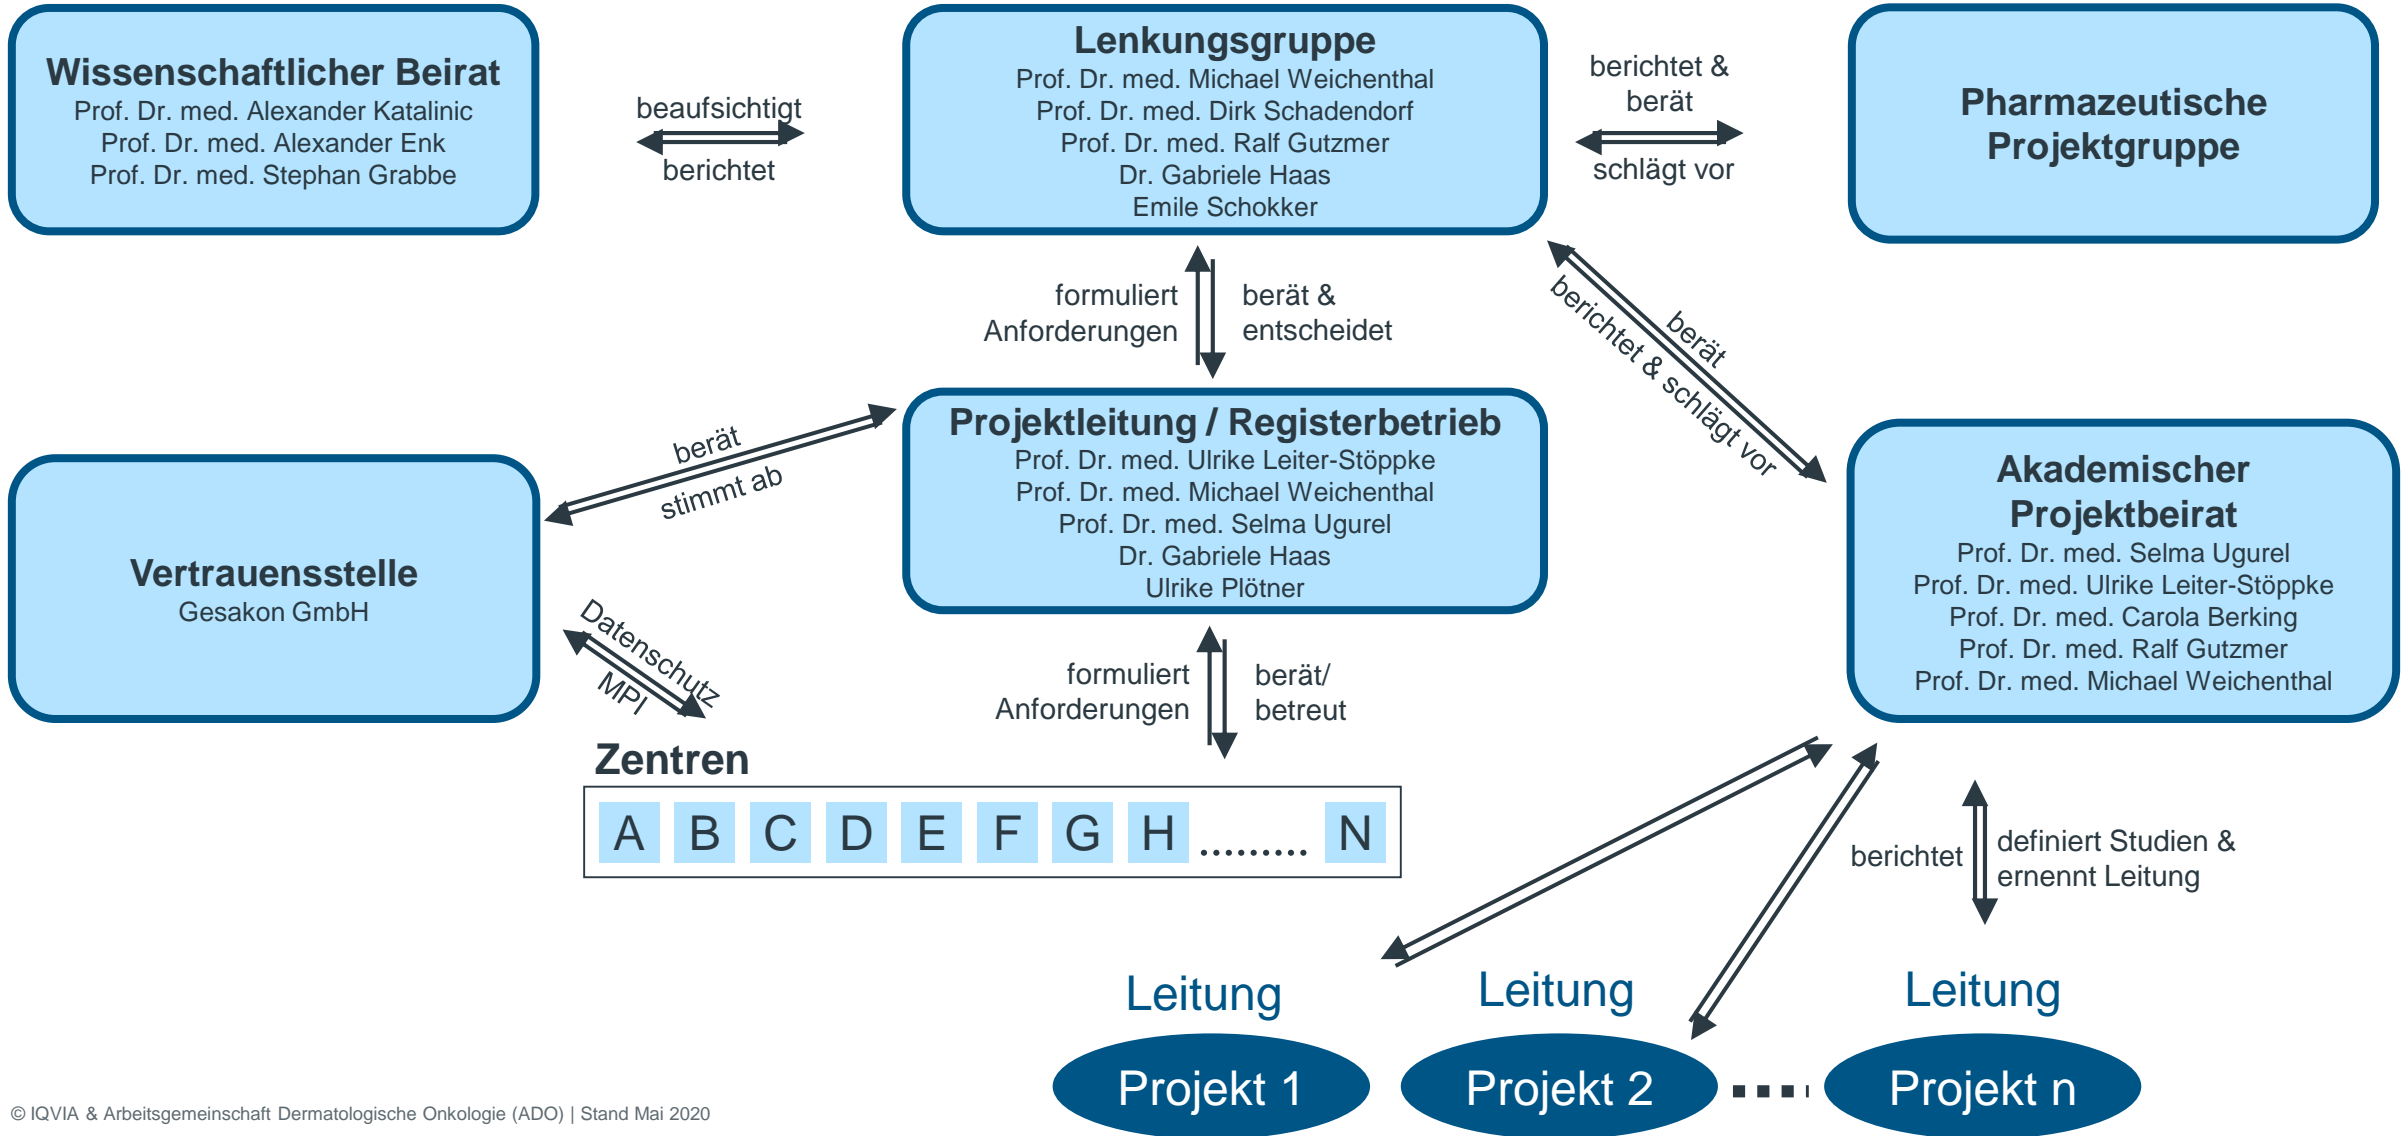 Wissenschaftlicher Beirat
Prof. Dr. med. Alexander Katalinic
Prof. Dr. med. Alexander Enk
Prof. Dr. med. Stephan Grabbe
beaufsichtigt
berichtet
Lenkungsgruppe
Prof. Dr. med. Michael Weichenthal
Prof. Dr. med. Dirk Schadendorf
Prof. Dr. med. Ralf Gutzmer
Dr. Gabriele Haas
Emile Schokker
berichtet &
berät
schlägt vor
Pharmazeutische
Projektgruppe
formuliert
Anforderungen
berät &
entscheidet
berät
berichtet & schlägt vor
berät
stimmt ab
Projektleitung / Registerbetrieb
Prof. Dr. med. Ulrike Leiter-Stöppke
Prof. Dr. med. Michael Weichenthal
Prof. Dr. med. Selma Ugurel
Dr. Gabriele Haas
Ulrike Plötner
Vertrauensstelle
Gesakon GmbH
Akademischer
Projektbeirat
Prof. Dr. med. Selma Ugurel
Prof. Dr. med. Ulrike Leiter-Stöppke
Prof. Dr. med. Carola Berking
Prof. Dr. med. Ralf Gutzmer
Prof. Dr. med. Michael Weichenthal
Datenschutz
MPI
formuliert
Anforderungen
berät/
betreut
Zentren
A B C D E F G H ......... N
berichtet
definiert Studien &
ernennt Leitung
Leitung
Leitung
Leitung
Projekt 1
Projekt 2
Projekt n
© IQVIA & Arbeitsgemeinschaft Dermatologische Onkologie (ADO) | Stand Mai 2020